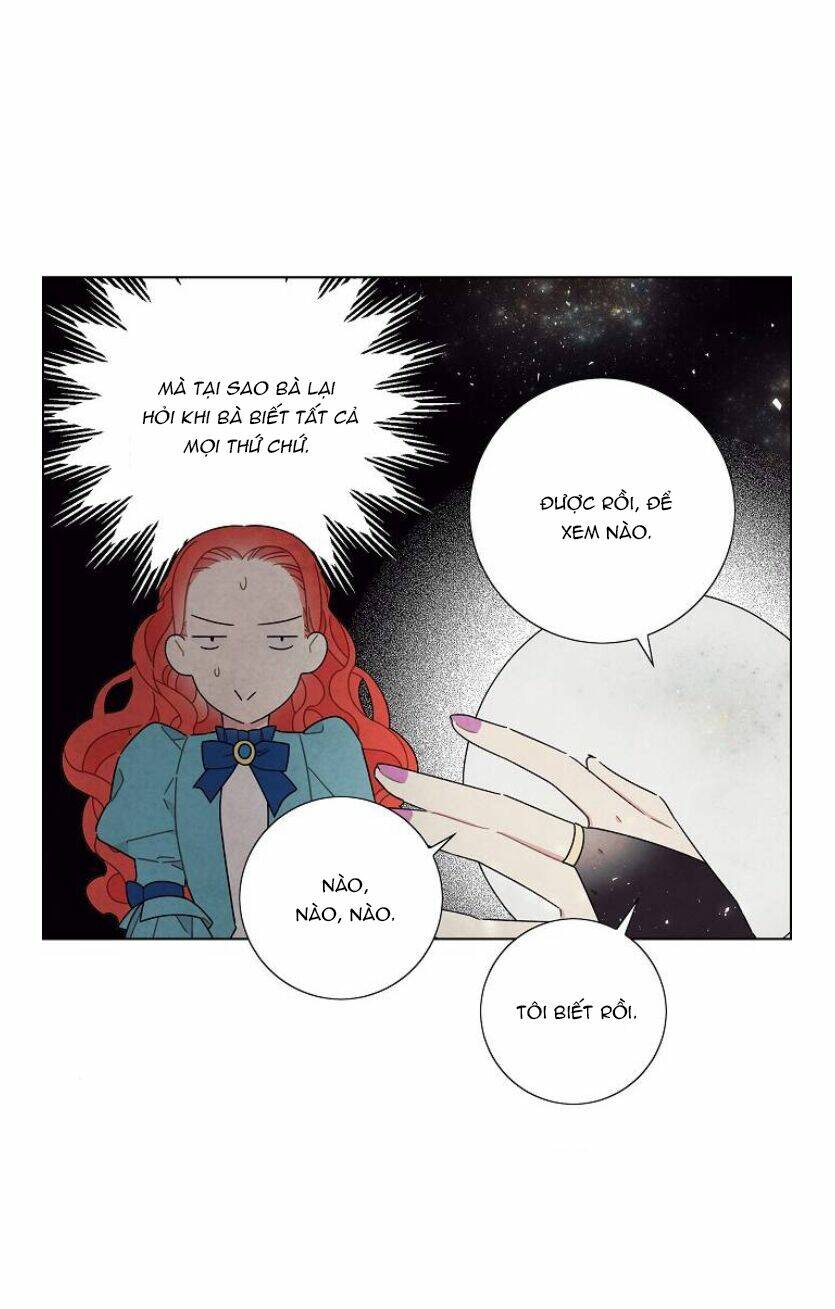 MÀ TẠI SAO BÀ LẠI
HỎI KHI BÀ BIẾT TẤT CẢ
MỌI THỨ CHỨ.
ĐƯỢC RỒI, ĐỂ
XEM NÀO.
NÀO,
NÀO, NÀO.
TÔI BIẾT RỒI.